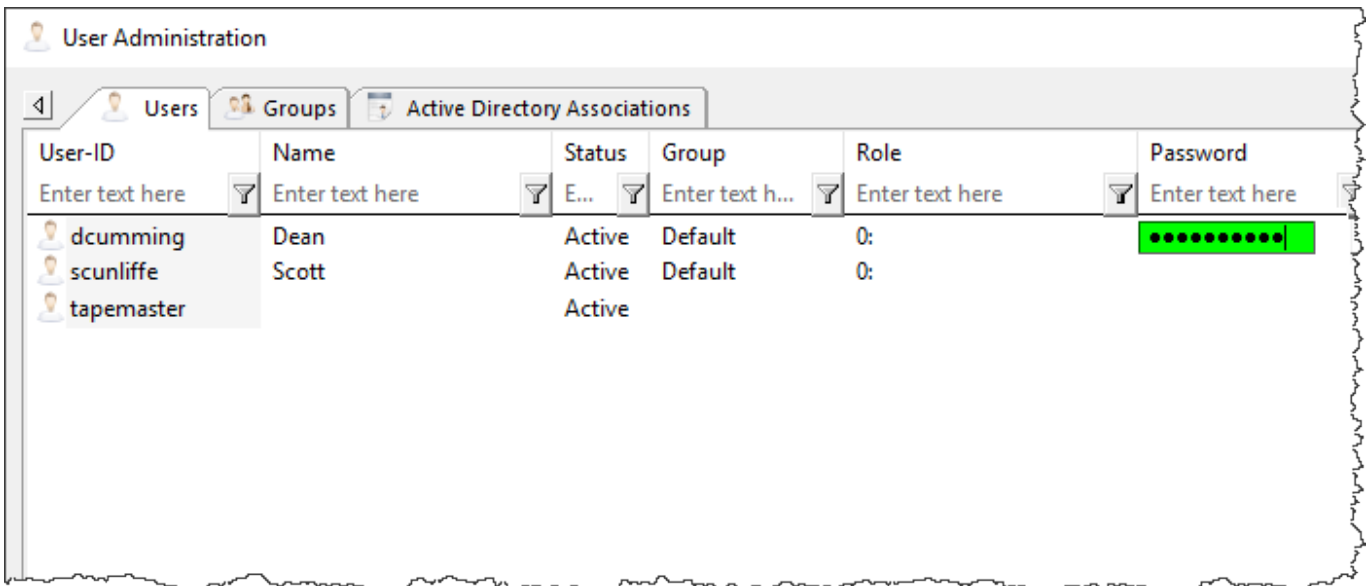 User Administration
Users Groups Active Directory Associations
User-ID Name Status Group Role Password
Enter text here Enter text here E... Enter text h... Enter text here Enter text here
dcumming Dean Active Default 0: ●●●●●●●●●●
scunliffe Scott Active Default 0:
tapemaster Active